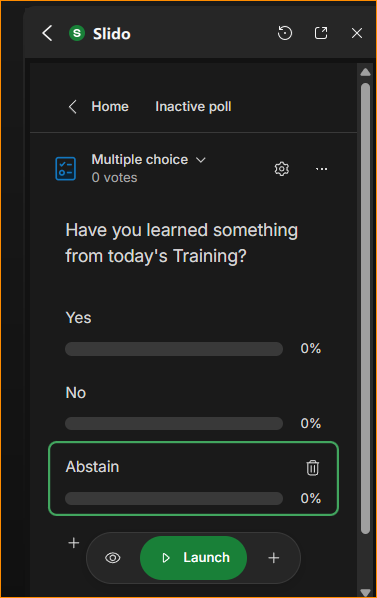 Slido
Home Inactive poll
Multiple choice
0 votes
Have you learned something
from today's Training?
Yes
0%
No
0%
Abstain
0%
Launch